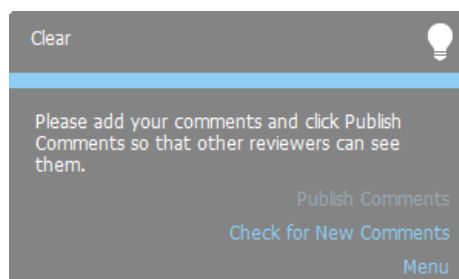 Clear
Please add your comments and click Publish
Comments so that other reviewers can see
them.
Publish Comments
Check for New Comments
Menu